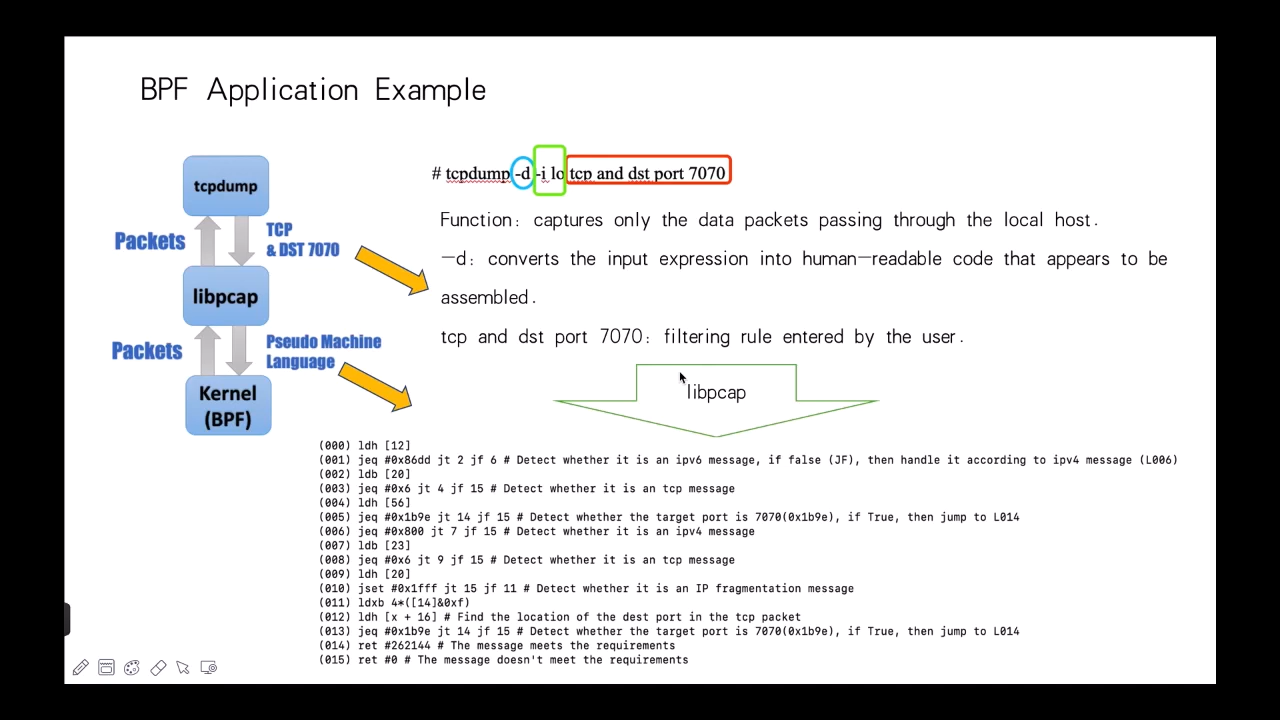 BPF Application Example
tcpdump
Packets
TCP
& DST 7070
libpcap
Packets
Pseudo Machine
Language
Kernel
(BPF)
# tcpdump -d -i lo tcp and dst port 7070
Function: captures only the data packets passing through the local host.
-d: converts the input expression into human-readable code that appears to be
assembled.
tcp and dst port 7070: filtering rule entered by the user.
libpcap
(000) ldh [12]
(001) jeq #0x86dd jt 2 jf 6 # Detect whether it is an ipv6 message, if false (JF), then handle it according to ipv4 message (L006)
(002) ldb [20]
(003) jeq #0x6 jt 4 jf 15 # Detect whether it is an tcp message
(004) ldh [56]
(005) jeq #0x1b9e jt 14 jf 15 # Detect whether the target port is 7070(0x1b9e), if True, then jump to L014
(006) jeq #0x800 jt 7 jf 15 # Detect whether it is an ipv4 message
(007) ldb [23]
(008) jeq #0x6 jt 9 jf 15 # Detect whether it is an tcp message
(009) ldh [20]
(010) jset #0x1fff jt 15 jf 11 # Detect whether it is an IP fragmentation message
(011) ldxb 4*([14]&0xf)
(012) ldh [x + 16] # Find the location of the dest port in the tcp packet
(013) jeq #0x1b9e jt 14 jf 15 # Detect whether the target port is 7070(0x1b9e), if True, then jump to L014
(014) ret #262144 # The message meets the requirements
(015) ret #0 # The message doesn't meet the requirements